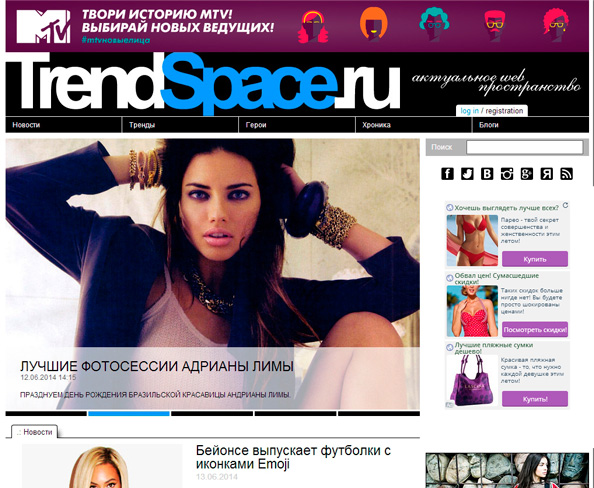 MTV
ТВОРИ ИСТОРИЮ MTV!
ВЫБИРАЙ НОВЫХ ВЕДУЩИХ!
#mtvновыелица
TrendSpace.ru
актуальное web
пространство
log in / registration
Новости
Тренды
Герои
Хроника
Блоги
Поиск
ЛУЧШИЕ ФОТОСЕССИИ АДРИАНЫ ЛИМЫ
12.06.2014 14:15
ПРАЗДНУЕМ ДЕНЬ РОЖДЕНИЯ БРАЗИЛЬСКОЙ КРАСАВИЦЫ АНДРИАНЫ ЛИМЫ.
Хочешь выглядеть лучше всех?
Парео - твой секрет
совершенства и
женственности этим
летом!
Купить
Обвал цен! Сумасшедшие
скидки!
Таких скидок больше
нигде нет! Вы будете
просто шокированы
ценами!
Посмотреть скидки!
Лучшие пляжные сумки
дешево!
Красивая пляжная
сумка - то, что нужно
каждой девушке этим
летом!
Купить!
.: Новости
Бейонсе выпускает футболки с
иконками Emoji
13.06.2014